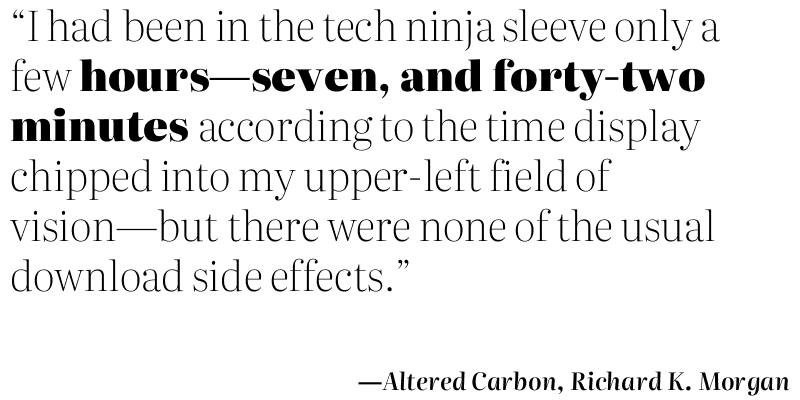 “I had been in the tech ninja sleeve only a
few hours—seven, and forty-two
minutes according to the time display
chipped into my upper-left field of
vision—but there were none of the usual
download side effects.”
—Altered Carbon, Richard K. Morgan